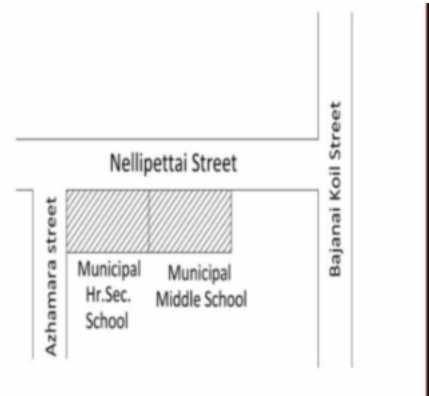 Nellipettai Street
Bajanai Koil Street
Azhamara street
Municipal
Hr.Sec.
School
Municipal
Middle School